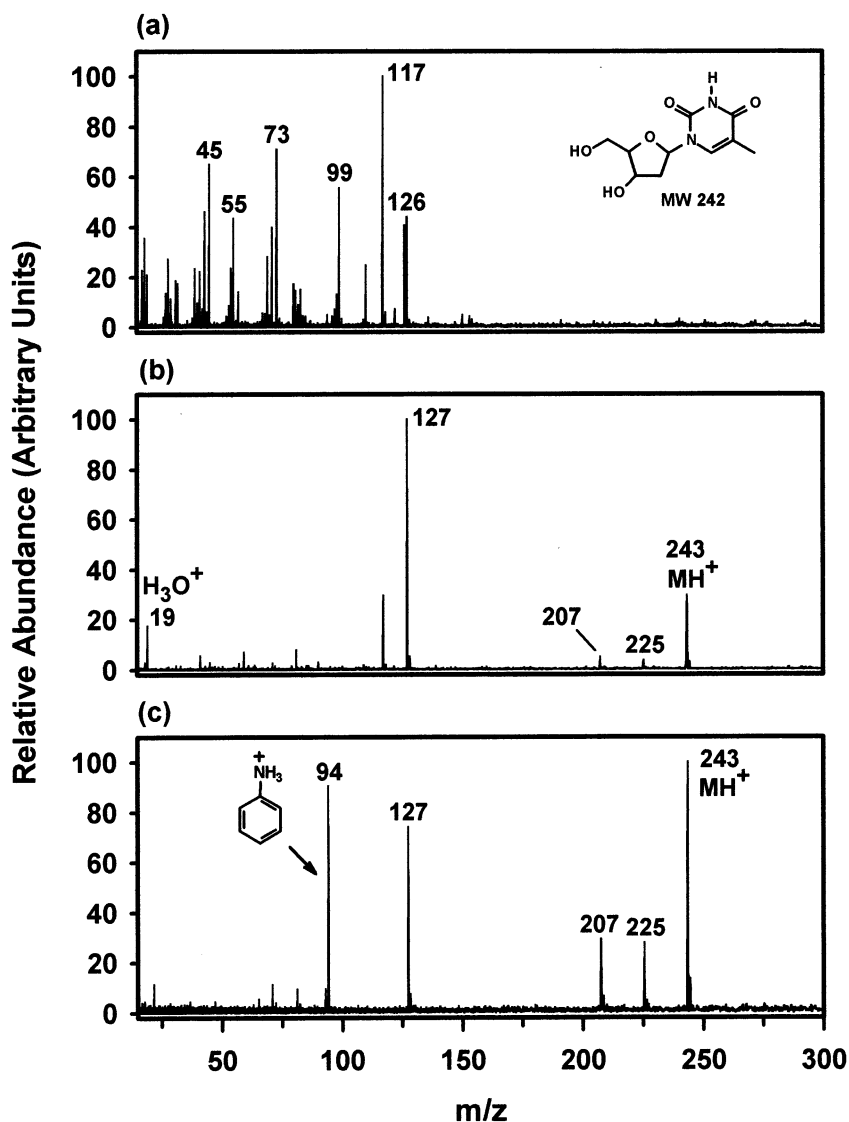 Relative Abundance (Arbitrary Units)
(a)
100
80
60
40
20
0
45
55
73
99
117
126
H
N
O
O
O
N
HO
HO
MW 242
(b)
100
80
60
40
20
0
H3O+
19
127
207
225
243
MH+
(c)
100
80
60
40
20
0
+
NH3
94
127
207
225
243
MH+
50
100
150
200
250
300
m/z